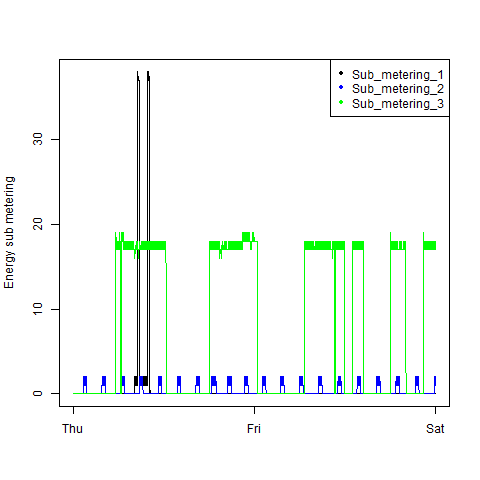 Sub_metering_1
Sub_metering_2
Sub_metering_3
Energy sub metering
30
20
10
0
Thu Fri Sat